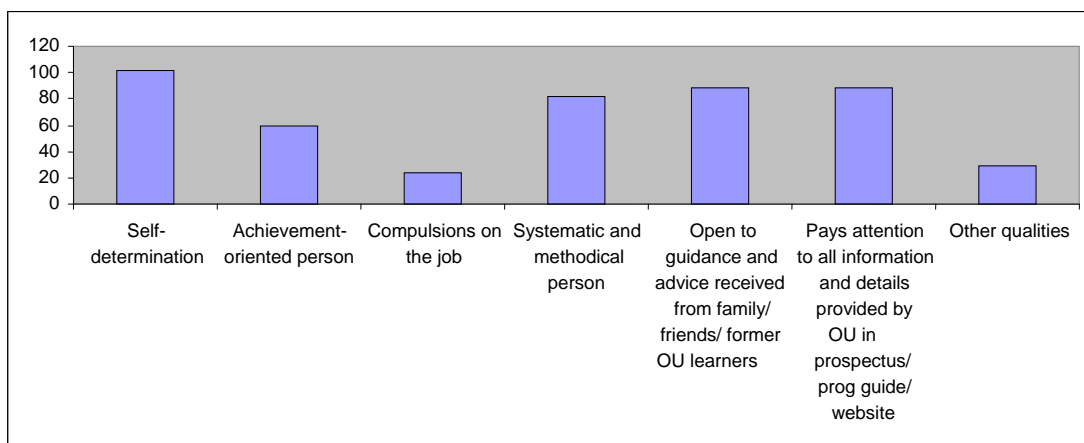 120
100
80
60
40
20
0
Self-
determination
Achievement-
oriented person
Compulsions on
the job
Systematic and
methodical
person
Open to
guidance and
advice received
from family/
friends/ former
OU learners
Pays attention
to all information
and details
provided by
OU in
prospectus/
prog guide/
website
Other qualities